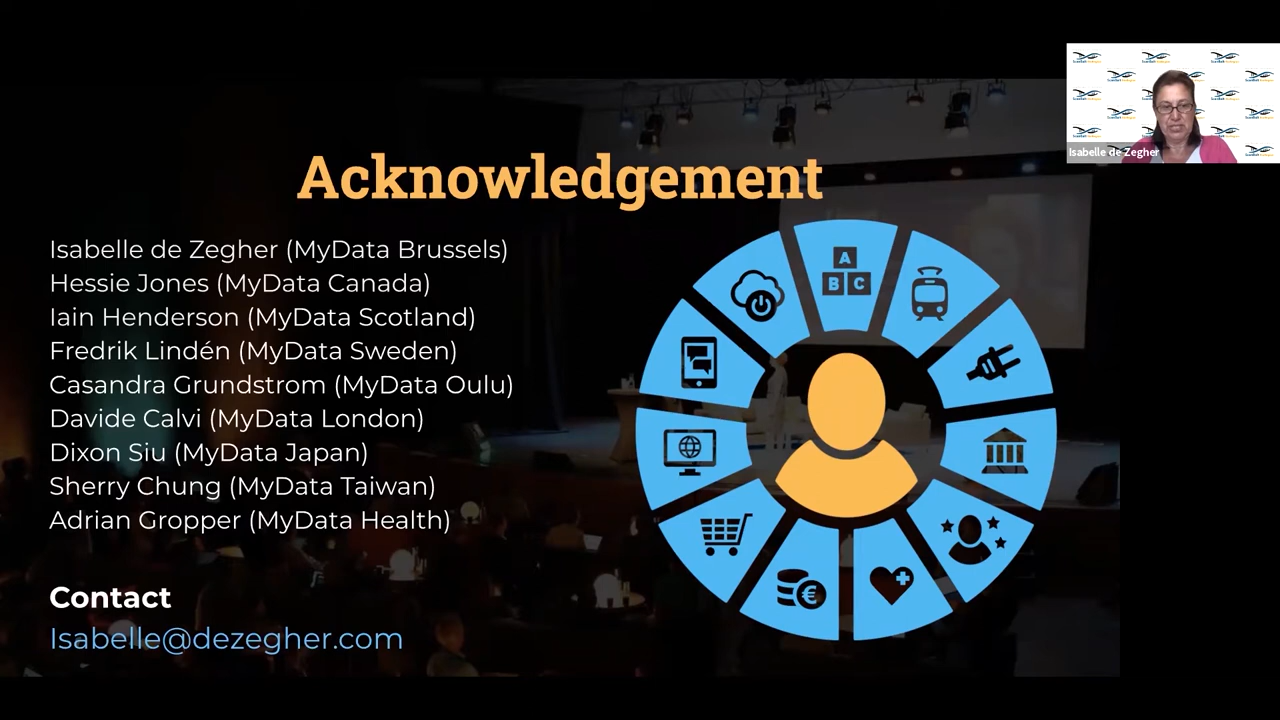 Acknowledgement
Isabelle de Zegher (MyData Brussels)
Hessie Jones (MyData Canada)
Iain Henderson (MyData Scotland)
Fredrik Lindén (MyData Sweden)
Casandra Grundstrom (MyData Oulu)
Davide Calvi (MyData London)
Dixon Siu (MyData Japan)
Sherry Chung (MyData Taiwan)
Adrian Gropper (MyData Health)
Contact
Isabelle@dezegher.com
A
B C
€
Isabelle de Zegher